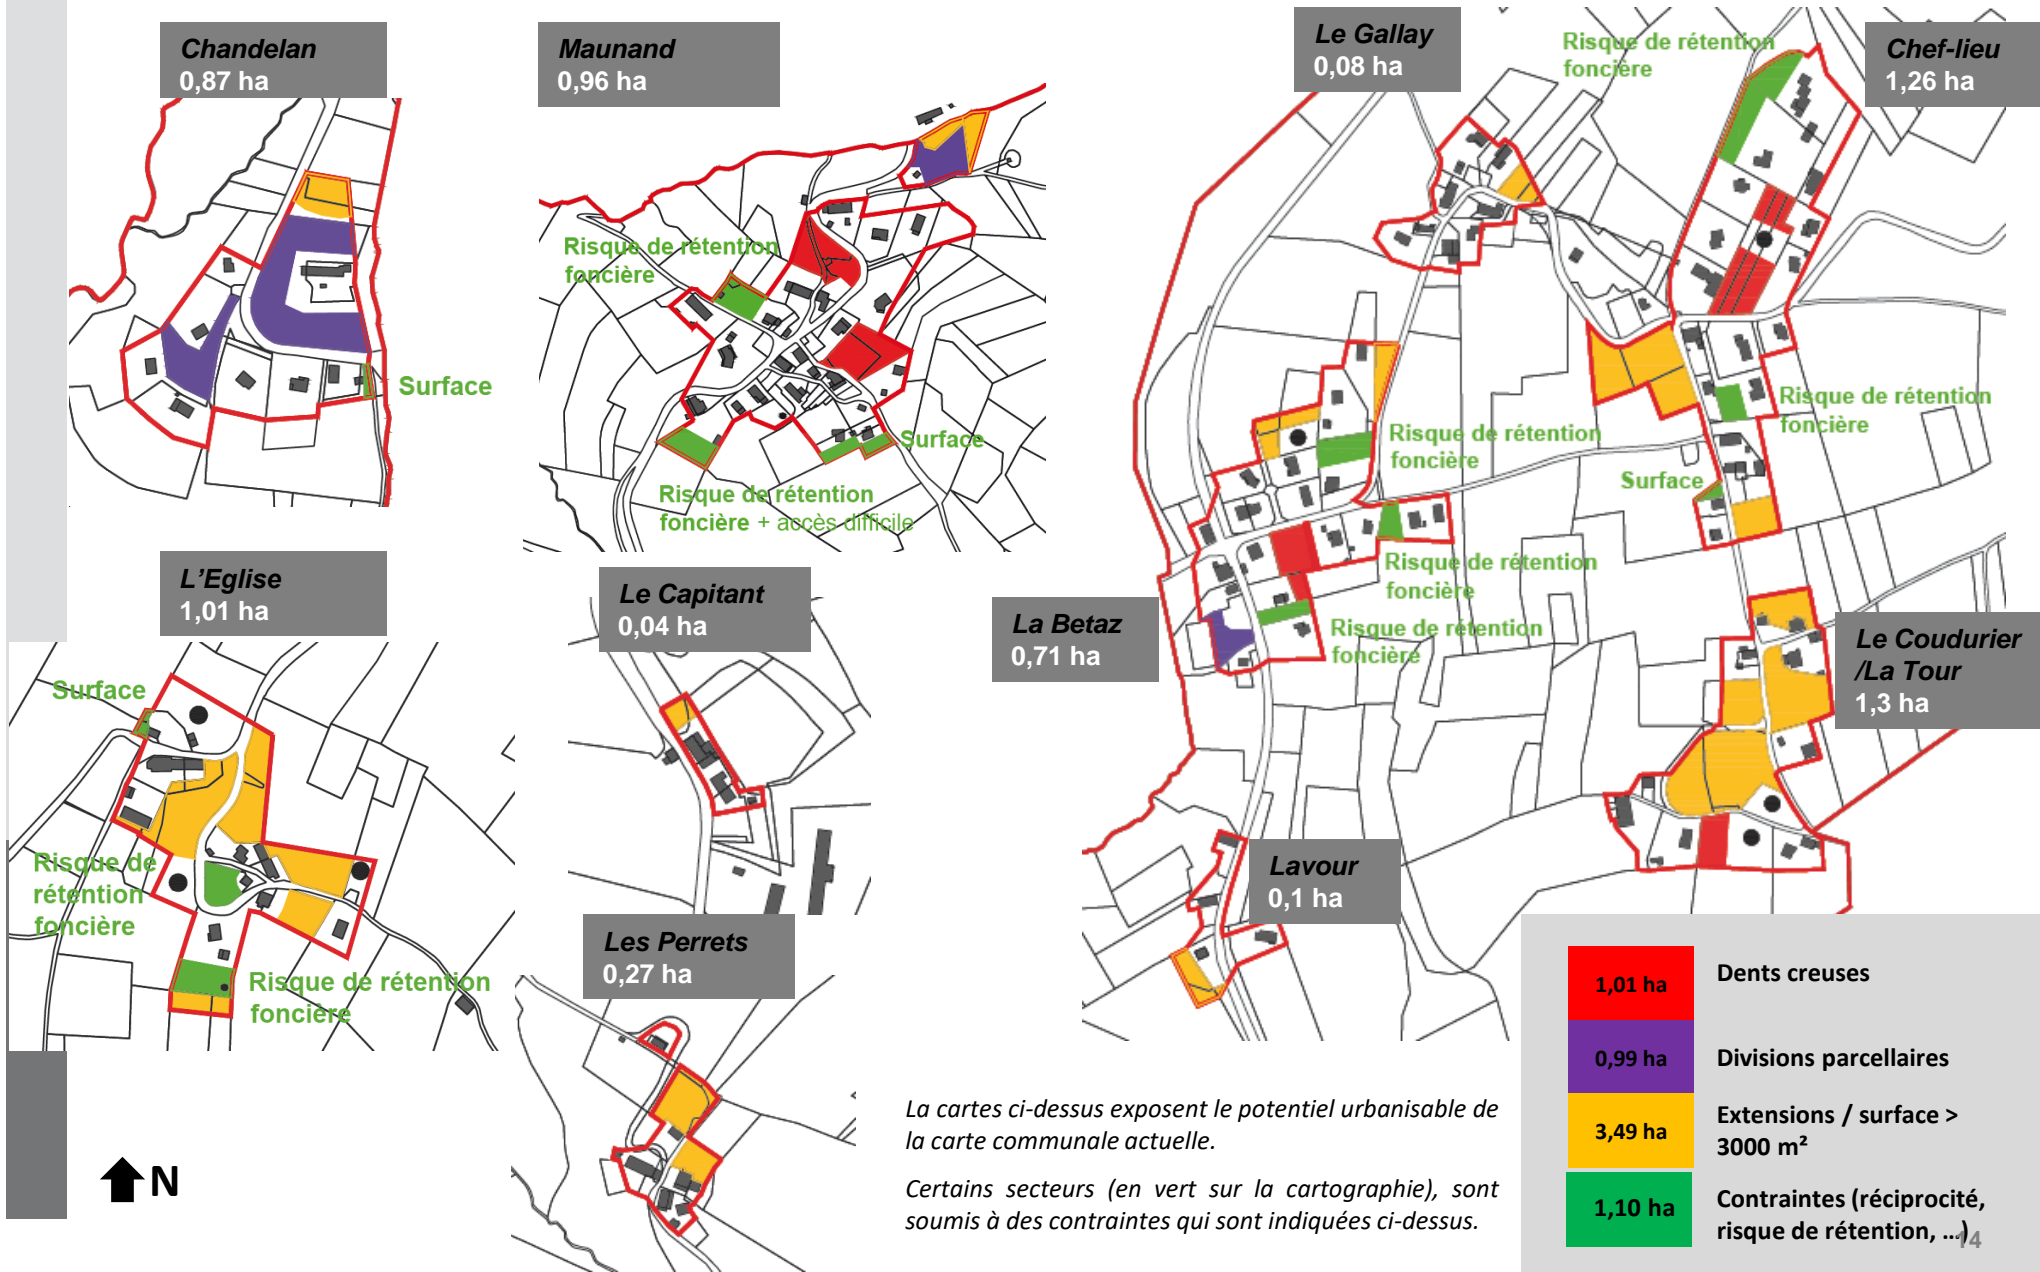 Chandelan
0,87 ha
Maunand
0,96 ha
Le Gallay
0,08 ha
Chef-lieu
1,26 ha
Risque de rétention
foncière
Risque de rétention
foncière
Surface
Surface
Risque de rétention
foncière + accès difficile
Risque de rétention
foncière
Risque de rétention
foncière
Surface
Risque de rétention
foncière
Risque de rétention
foncière
L'Eglise
1,01 ha
Le Capitant
0,04 ha
La Betaz
0,71 ha
Le Coudurier
/La Tour
1,3 ha
Surface
Risque de
rétention
foncière
Risque de rétention
foncière
Les Perrets
0,27 ha
Lavour
0,1 ha
N
La cartes ci-dessus exposent le potentiel urbanisable de
la carte communale actuelle.
Certains secteurs (en vert sur la cartographie), sont
soumis à des contraintes qui sont indiquées ci-dessus.
1,01 ha
Dents creuses
0,99 ha
Divisions parcellaires
3,49 ha
Extensions / surface >
3000 m²
1,10 ha
Contraintes (réciprocité,
risque de rétention, ...)
14